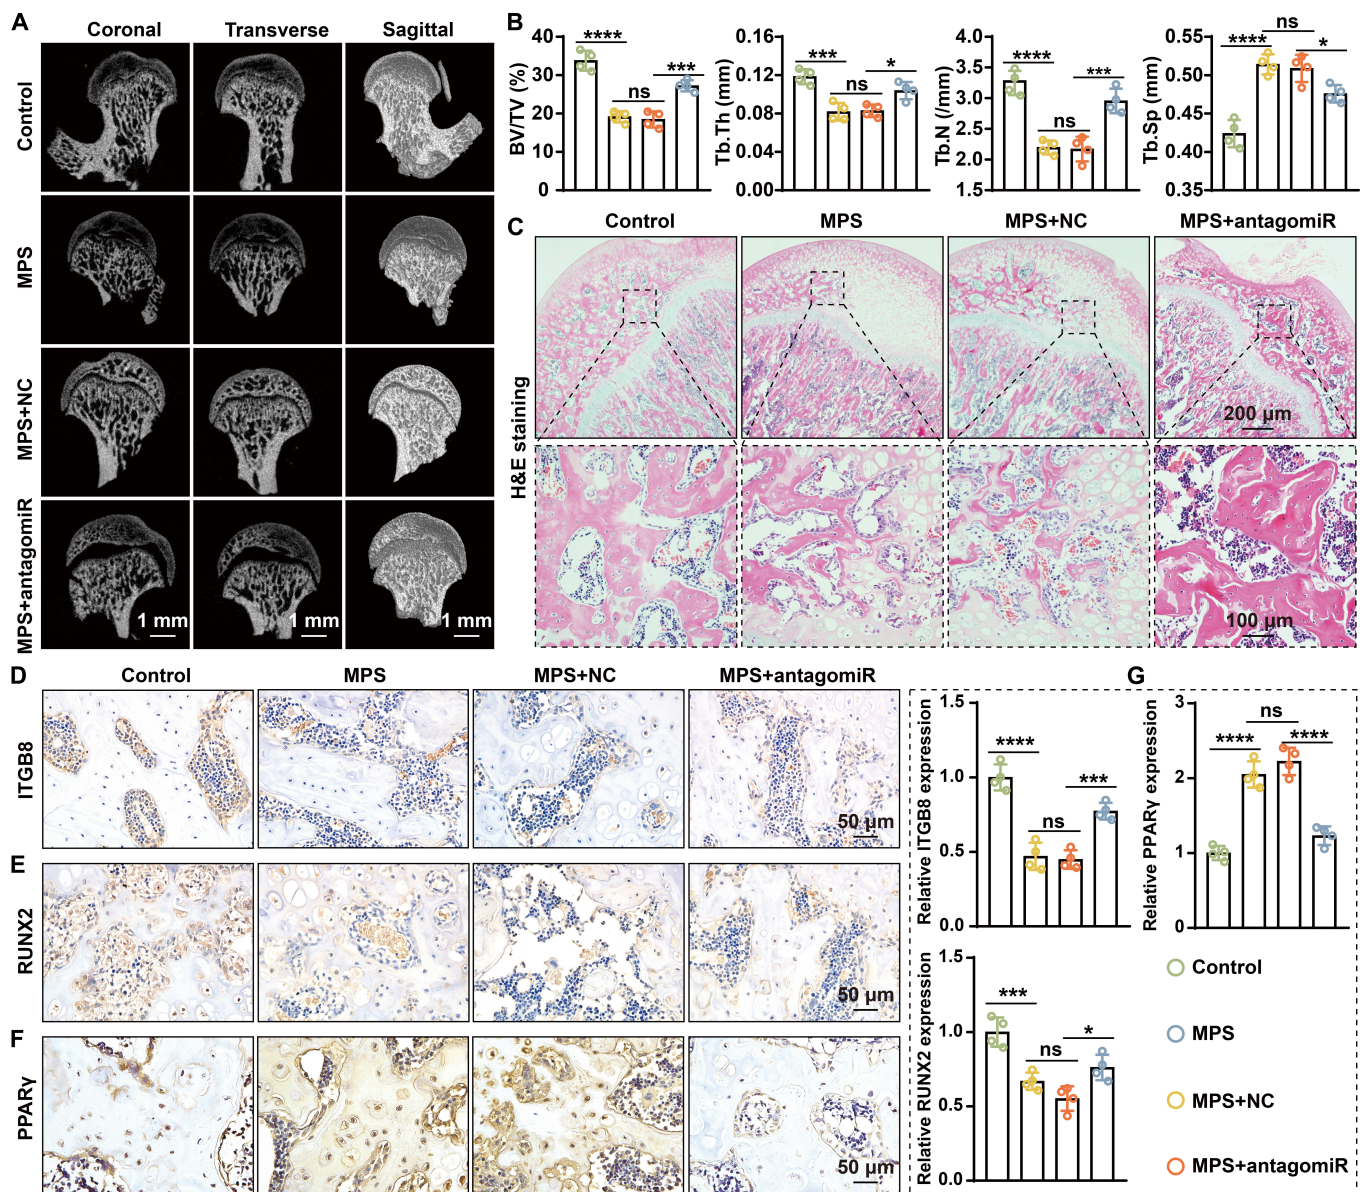 A
Coronal
Transverse
Sagittal
Control
MPS
MPS+NC
MPS+antagomiR
1 mm
1 mm
1 mm
B
BV/TV (%)
40
30
20
10
0
****
ns
***
Tb.Th (mm)
0.16
0.12
0.08
0.04
0.00
***
ns
*
Tb.N (/mm)
4.0
3.5
3.0
2.5
2.0
1.5
****
ns
***
Tb.Sp (mm)
0.55
0.50
0.45
0.40
0.35
****
ns
*
C
Control
MPS
MPS+NC
MPS+antagomiR
H&E staining
200 μm
100 μm
D
Control
MPS
MPS+NC
MPS+antagomiR
ITGB8
50 μm
E
RUNX2
50 μm
F
PPARγ
50 μm
G
Relative ITGB8 expression
1.5
1.0
0.5
0.0
****
ns
***
Relative PPARγ expression
3
2
1
0
****
ns
****
Relative RUNX2 expression
1.5
1.0
0.5
0.0
***
ns
*
Control
MPS
MPS+NC
MPS+antagomiR